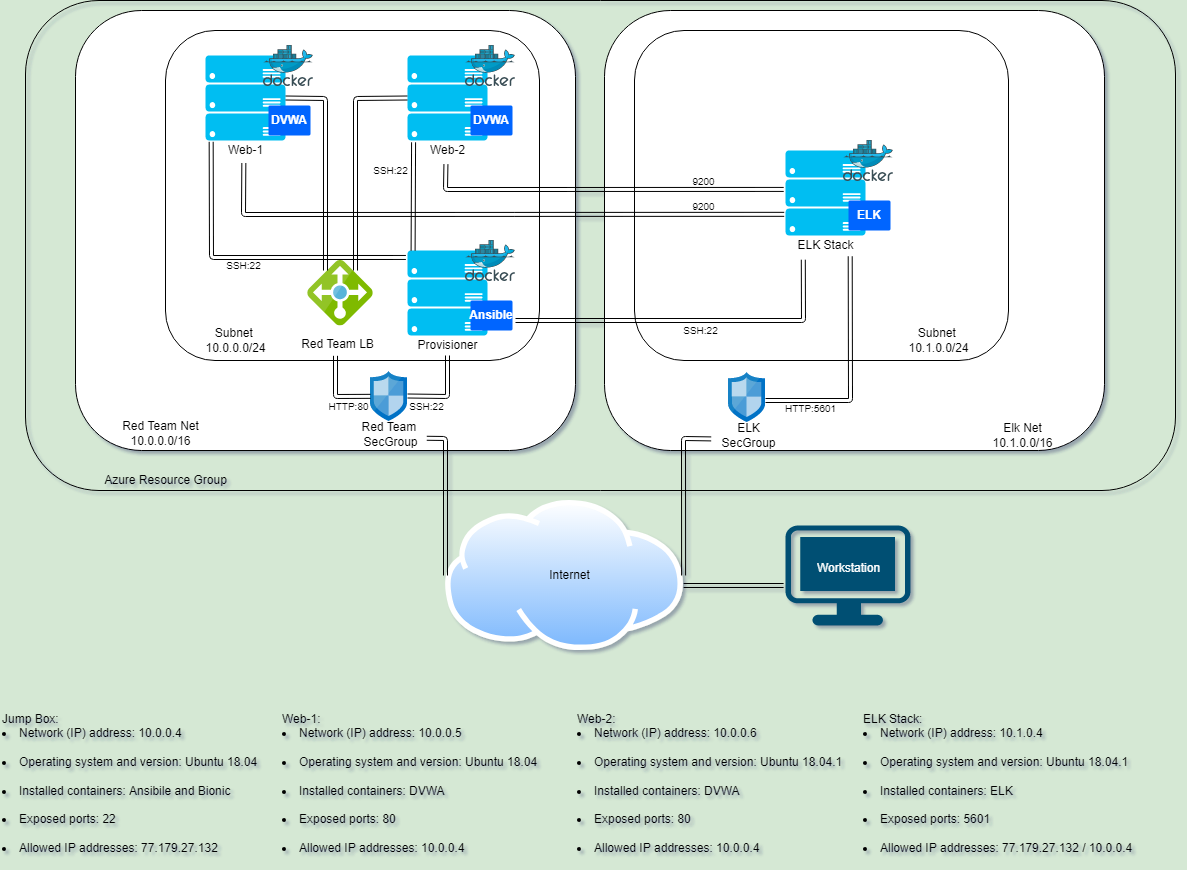 docker
docker
DVWA
DVWA
Web-1
Web-2
SSH:22
9200
9200
docker
ELK
ELK Stack
SSH:22
docker
Ansible
SSH:22
Subnet
10.0.0.0/24
Red Team LB
Provisioner
Subnet
10.1.0.0/24
HTTP:80
SSH:22
HTTP:5601
Red Team Net
10.0.0.0/16
Red Team
SecGroup
ELK
SecGroup
Elk Net
10.1.0.0/16
Azure Resource Group
Internet
Workstation
Jump Box:
• Network (IP) address: 10.0.0.4
• Operating system and version: Ubuntu 18.04
• Installed containers: Ansibile and Bionic
• Exposed ports: 22
• Allowed IP addresses: 77.179.27.132
Web-1:
• Network (IP) address: 10.0.0.5
• Operating system and version: Ubuntu 18.04
• Installed containers: DVWA
• Exposed ports: 80
• Allowed IP addresses: 10.0.0.4
Web-2:
• Network (IP) address: 10.0.0.6
• Operating system and version: Ubuntu 18.04.1
• Installed containers: DVWA
• Exposed ports: 80
• Allowed IP addresses: 10.0.0.4
ELK Stack:
• Network (IP) address: 10.1.0.4
• Operating system and version: Ubuntu 18.04.1
• Installed containers: ELK
• Exposed ports: 5601
• Allowed IP addresses: 77.179.27.132 / 10.0.0.4